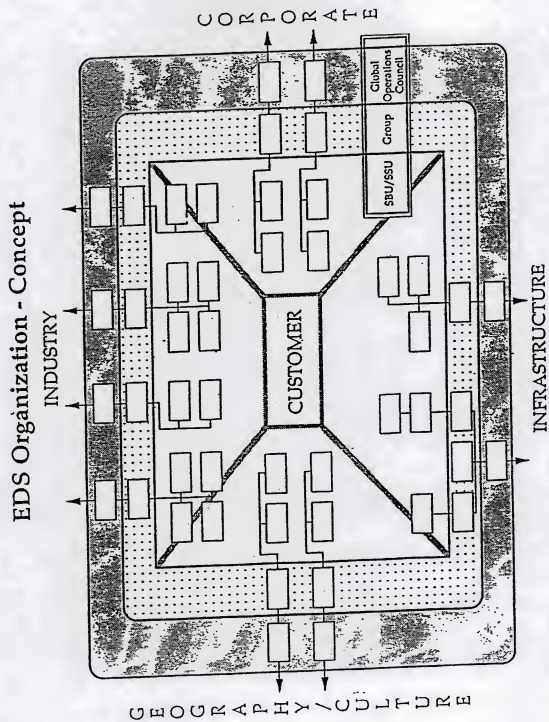 EDS Organization - Concept
INDUSTRY
GEOGRAPHY/CULTURE
CUSTOMER
CORPORATE
SBU/SSU Group Global Operations Council
INFRASTRUCTURE